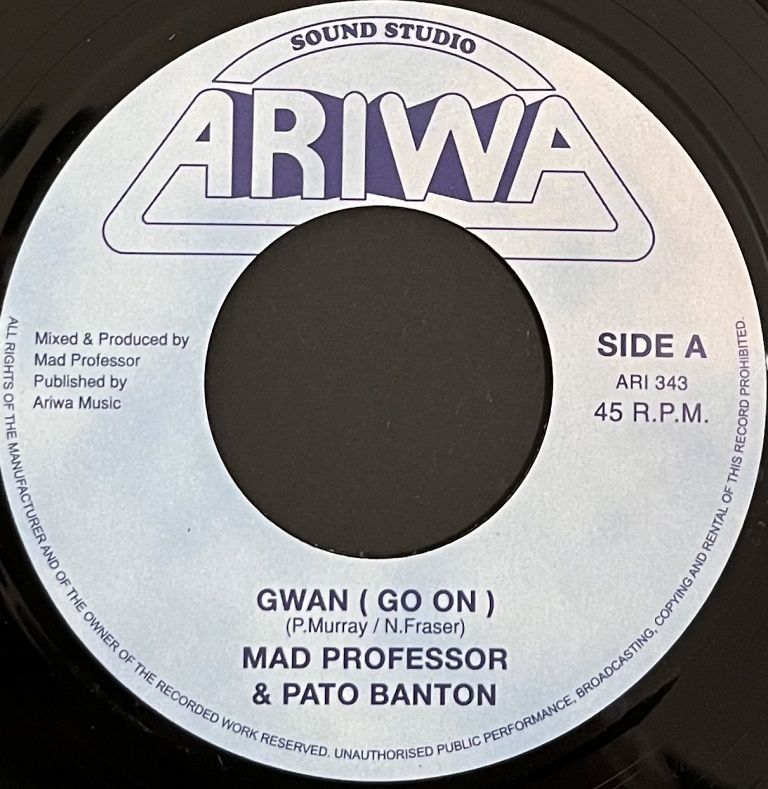 SOUND STUDIO
ARIWA
Mixed & Produced by
Mad Professor
Published by
Ariwa Music
SIDE A
ARI 343
45 R.P.M.
GWAN ( GO ON )
(P.Murray / N.Fraser)
MAD PROFESSOR
& PATO BANTON
ALL RIGHTS OF THE MANUFACTURER AND OF THE OWNER OF THE RECORDED WORK RESERVED. UNAUTHORISED PUBLIC PERFORMANCE, BROADCASTING, COPYING AND RENTAL OF THIS RECORD PROHIBITED.